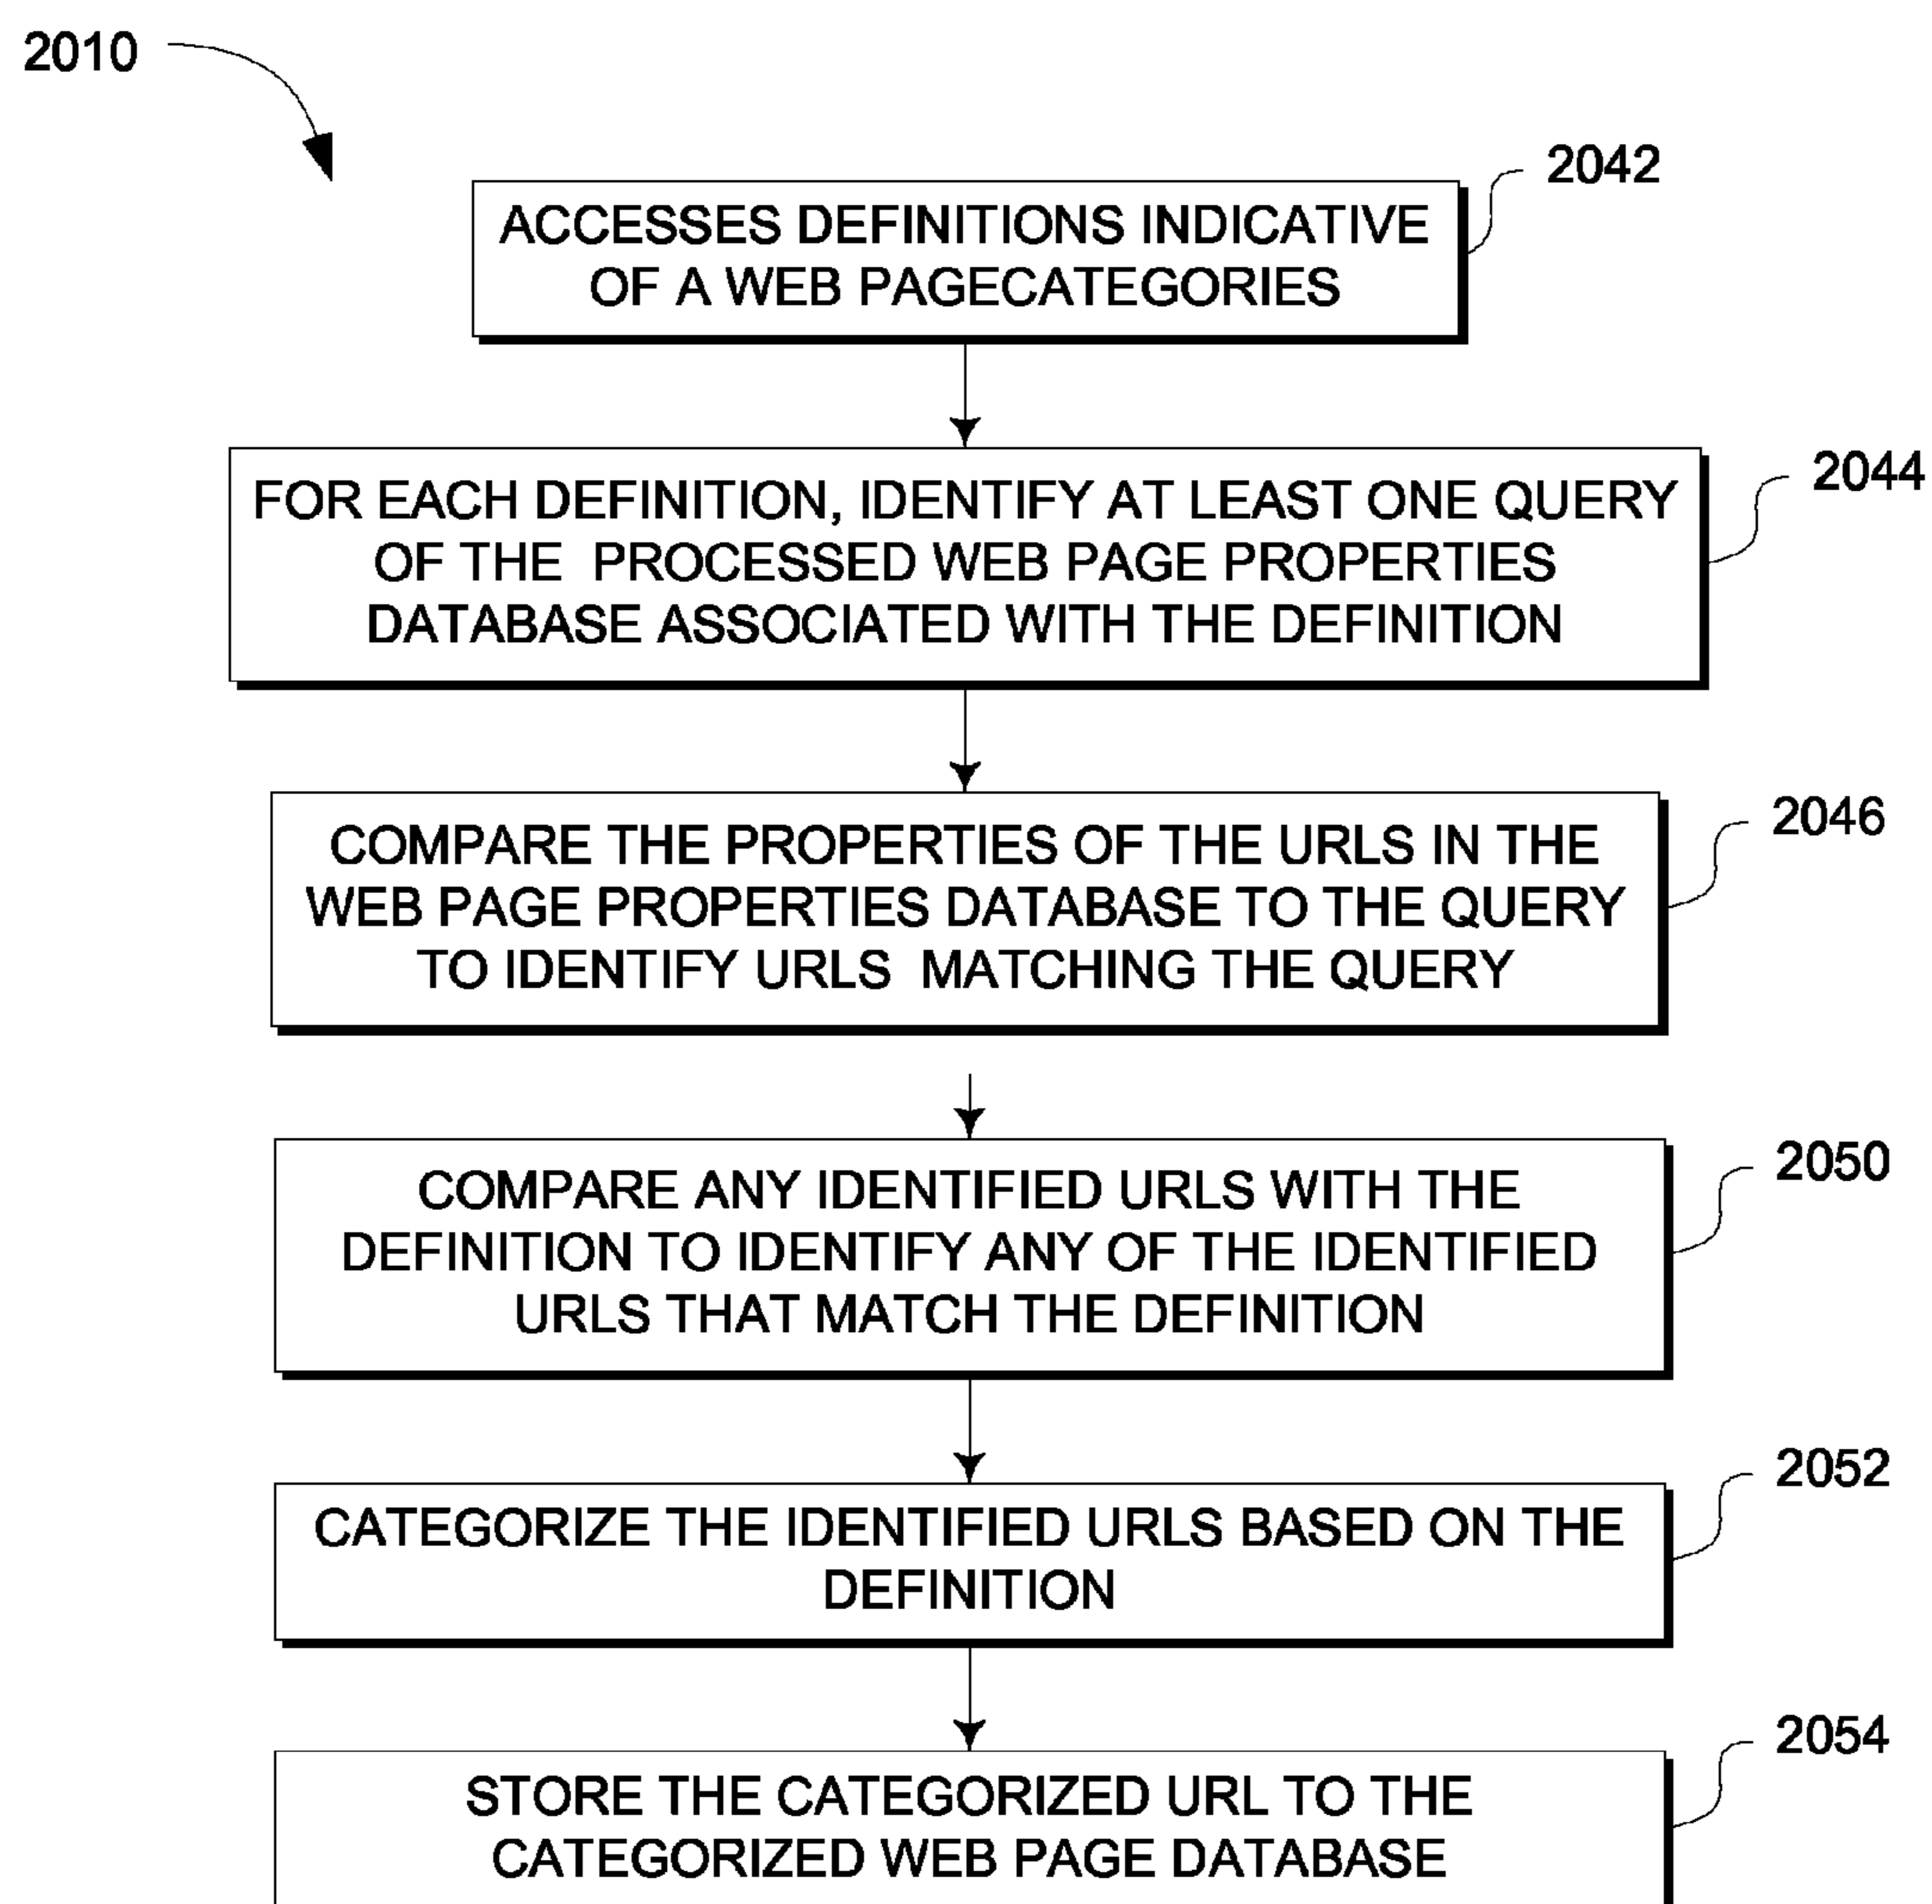 2010
2042
ACCESSES DEFINITIONS INDICATIVE
OF A WEB PAGECATEGORIES
2044
FOR EACH DEFINITION, IDENTIFY AT LEAST ONE QUERY
OF THE PROCESSED WEB PAGE PROPERTIES
DATABASE ASSOCIATED WITH THE DEFINITION
2046
COMPARE THE PROPERTIES OF THE URLS IN THE
WEB PAGE PROPERTIES DATABASE TO THE QUERY
TO IDENTIFY URLS MATCHING THE QUERY
2050
COMPARE ANY IDENTIFIED URLS WITH THE
DEFINITION TO IDENTIFY ANY OF THE IDENTIFIED
URLS THAT MATCH THE DEFINITION
2052
CATEGORIZE THE IDENTIFIED URLS BASED ON THE
DEFINITION
2054
STORE THE CATEGORIZED URL TO THE
CATEGORIZED WEB PAGE DATABASE